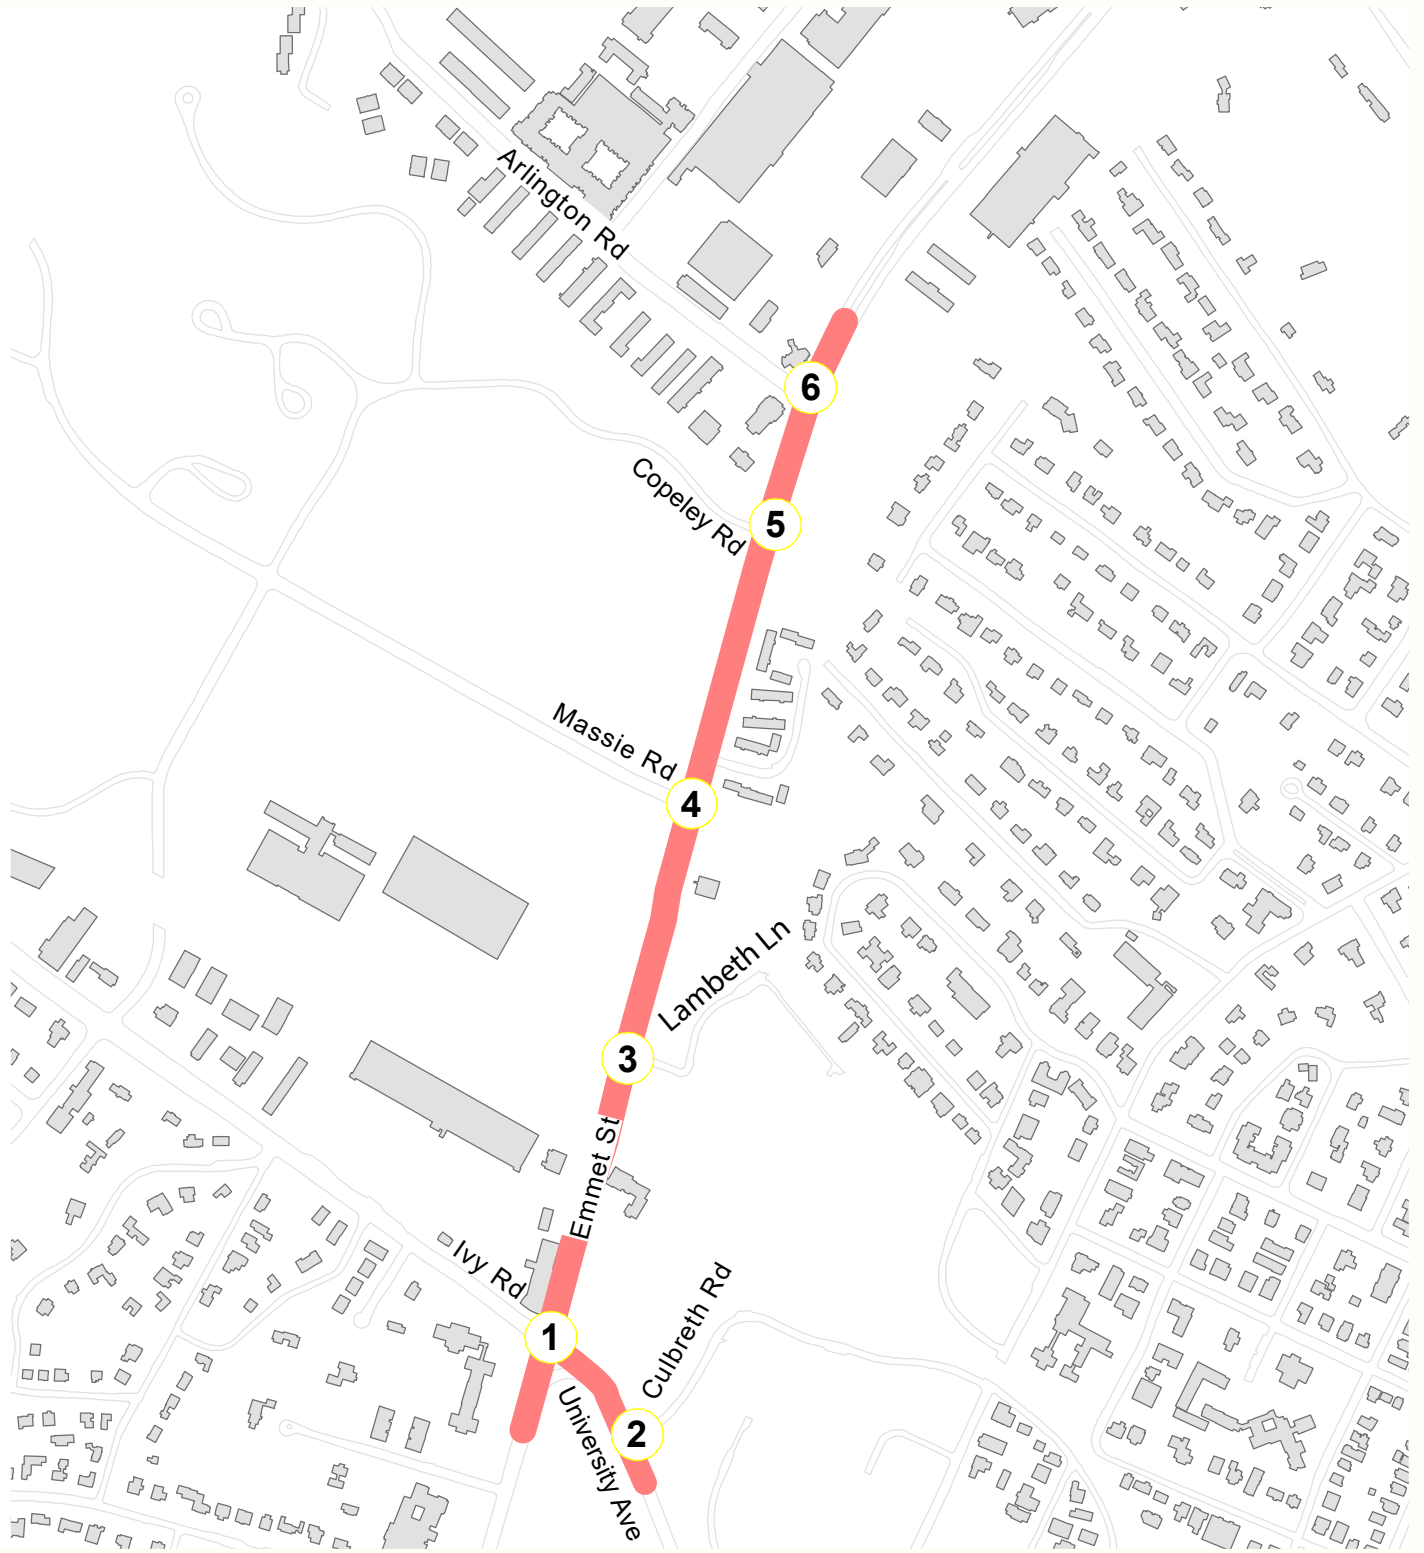 Arlington Rd
6
Copeley Rd
5
Massie Rd
4
Lambeth Ln
3
Emmet St
Ivy Rd
1
Culbreth Rd
2
University Ave